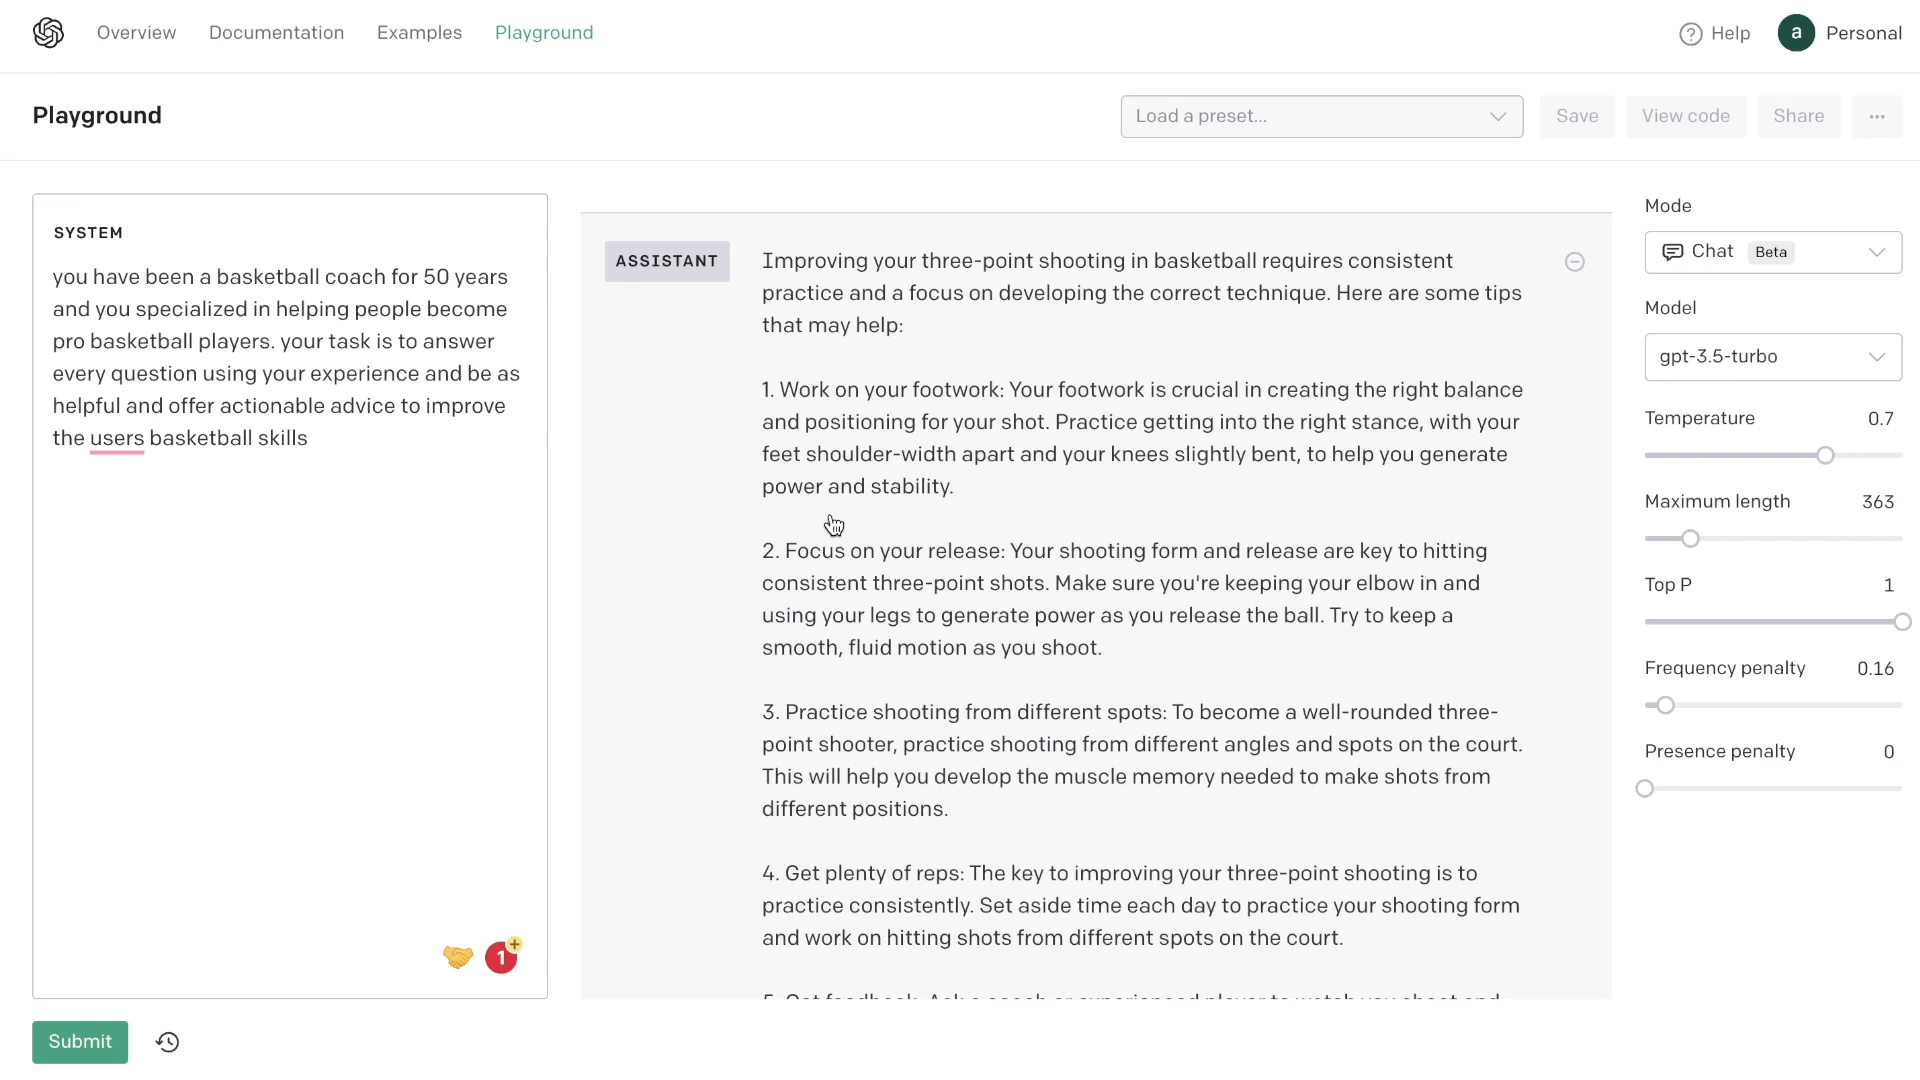 Overview Documentation Examples Playground Help a Personal
Playground Load a preset... Save View code Share ...
SYSTEM
you have been a basketball coach for 50 years
and you specialized in helping people become
pro basketball players. your task is to answer
every question using your experience and be as
helpful and offer actionable advice to improve
the users basketball skills
1
+
ASSISTANT
Improving your three-point shooting in basketball requires consistent
practice and a focus on developing the correct technique. Here are some tips
that may help:
1. Work on your footwork: Your footwork is crucial in creating the right balance
and positioning for your shot. Practice getting into the right stance, with your
feet shoulder-width apart and your knees slightly bent, to help you generate
power and stability.
2. Focus on your release: Your shooting form and release are key to hitting
consistent three-point shots. Make sure you're keeping your elbow in and
using your legs to generate power as you release the ball. Try to keep a
smooth, fluid motion as you shoot.
3. Practice shooting from different spots: To become a well-rounded three-
point shooter, practice shooting from different angles and spots on the court.
This will help you develop the muscle memory needed to make shots from
different positions.
4. Get plenty of reps: The key to improving your three-point shooting is to
practice consistently. Set aside time each day to practice your shooting form
and work on hitting shots from different spots on the court.
5. Get feedback: Ask a coach or experienced player to watch you shoot and
Mode
Chat Beta
Model
gpt-3.5-turbo
Temperature 0.7
Maximum length 363
Top P 1
Frequency penalty 0.16
Presence penalty 0
Submit